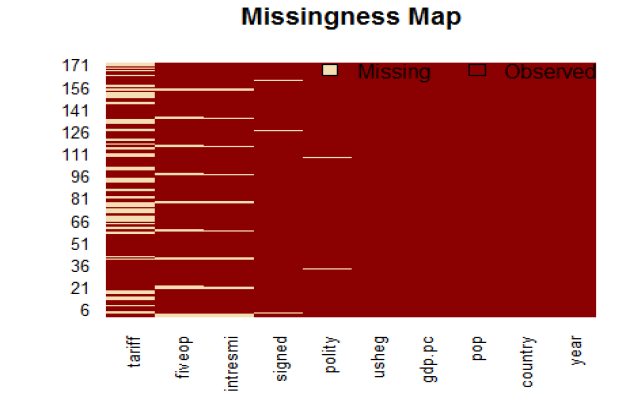 Missingness Map
Missing Observed
171
156
141
126
111
96
81
66
51
36
21
6
tariff
fiveop
intresmi
signed
polity
usheg
gdp.pc
pop
country
year